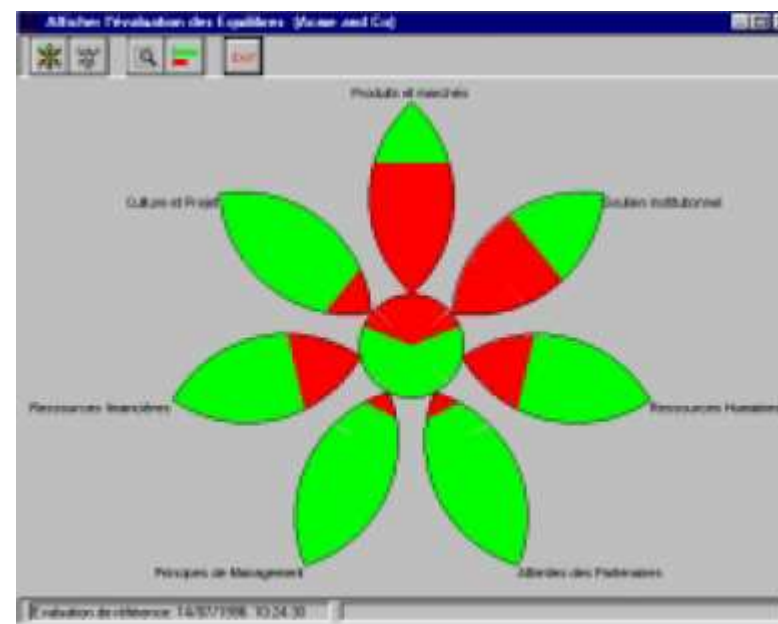 Afficher l'évaluation des Equilibres (Acme and Co)
EXIT
Produits et marchés
Culture et Projet
Soutien institutionnel
Ressources financières
Ressources Humaines
Principes de Management
Attentes des Partenaires
Evaluation de référence: 14/07/1998 10:24:30